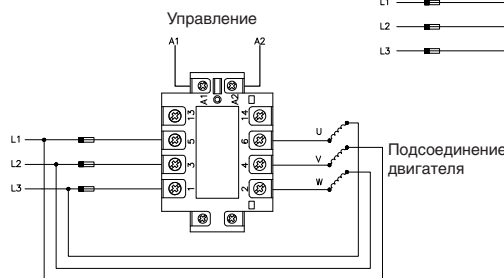 Управление
A1 A2
L1
L2
L3
A1 A2
13 14
L1 5 6 U
L2 3 4 V
L3 1 2 W
Подсоединение
двигателя